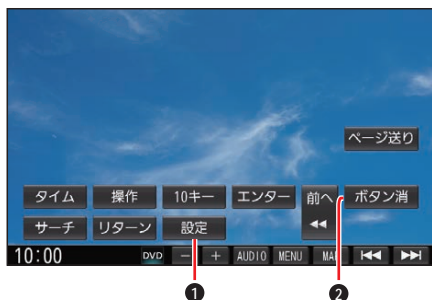 ページ送り
タイム 操作 10キー エンター 前へ ボタン消
サーチ リターン 設定
10:00 DVD − + AUDIO MENU
❶ ❷